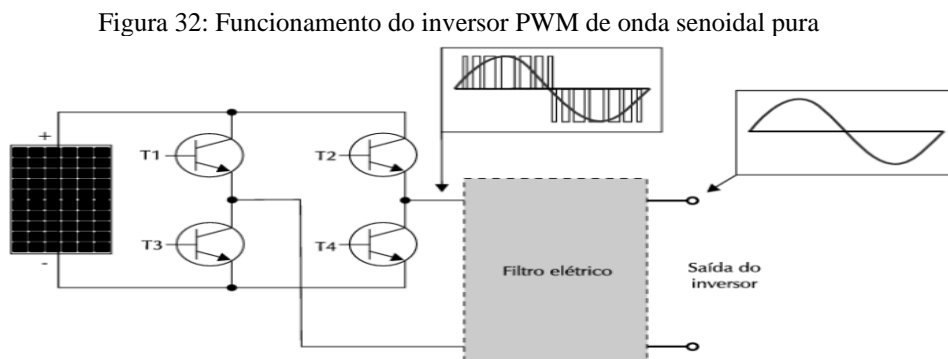 Figura 32: Funcionamento do inversor PWM de onda senoidal pura
+
T1
T2
T3
T4
-
Filtro elétrico
Saída do
inversor